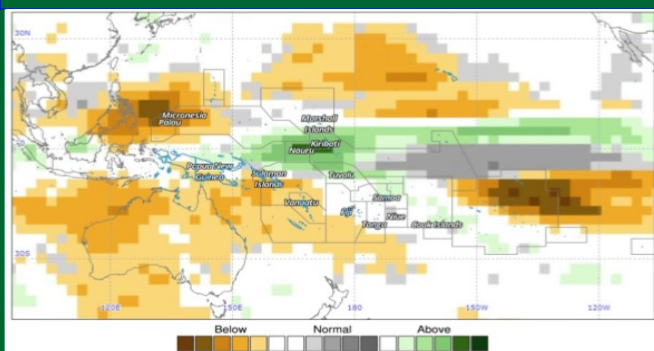 30N
Micronesia
Palau
Marshall
Islands
Kiribati
Nauru
Papua New
Guinea
Solomon
Islands
Tuvalu
Vanuatu
Fiji
Samoa
Niue
Tonga
Cook Islands
30S
120E 150E 180 150W 120W
Below Normal Above